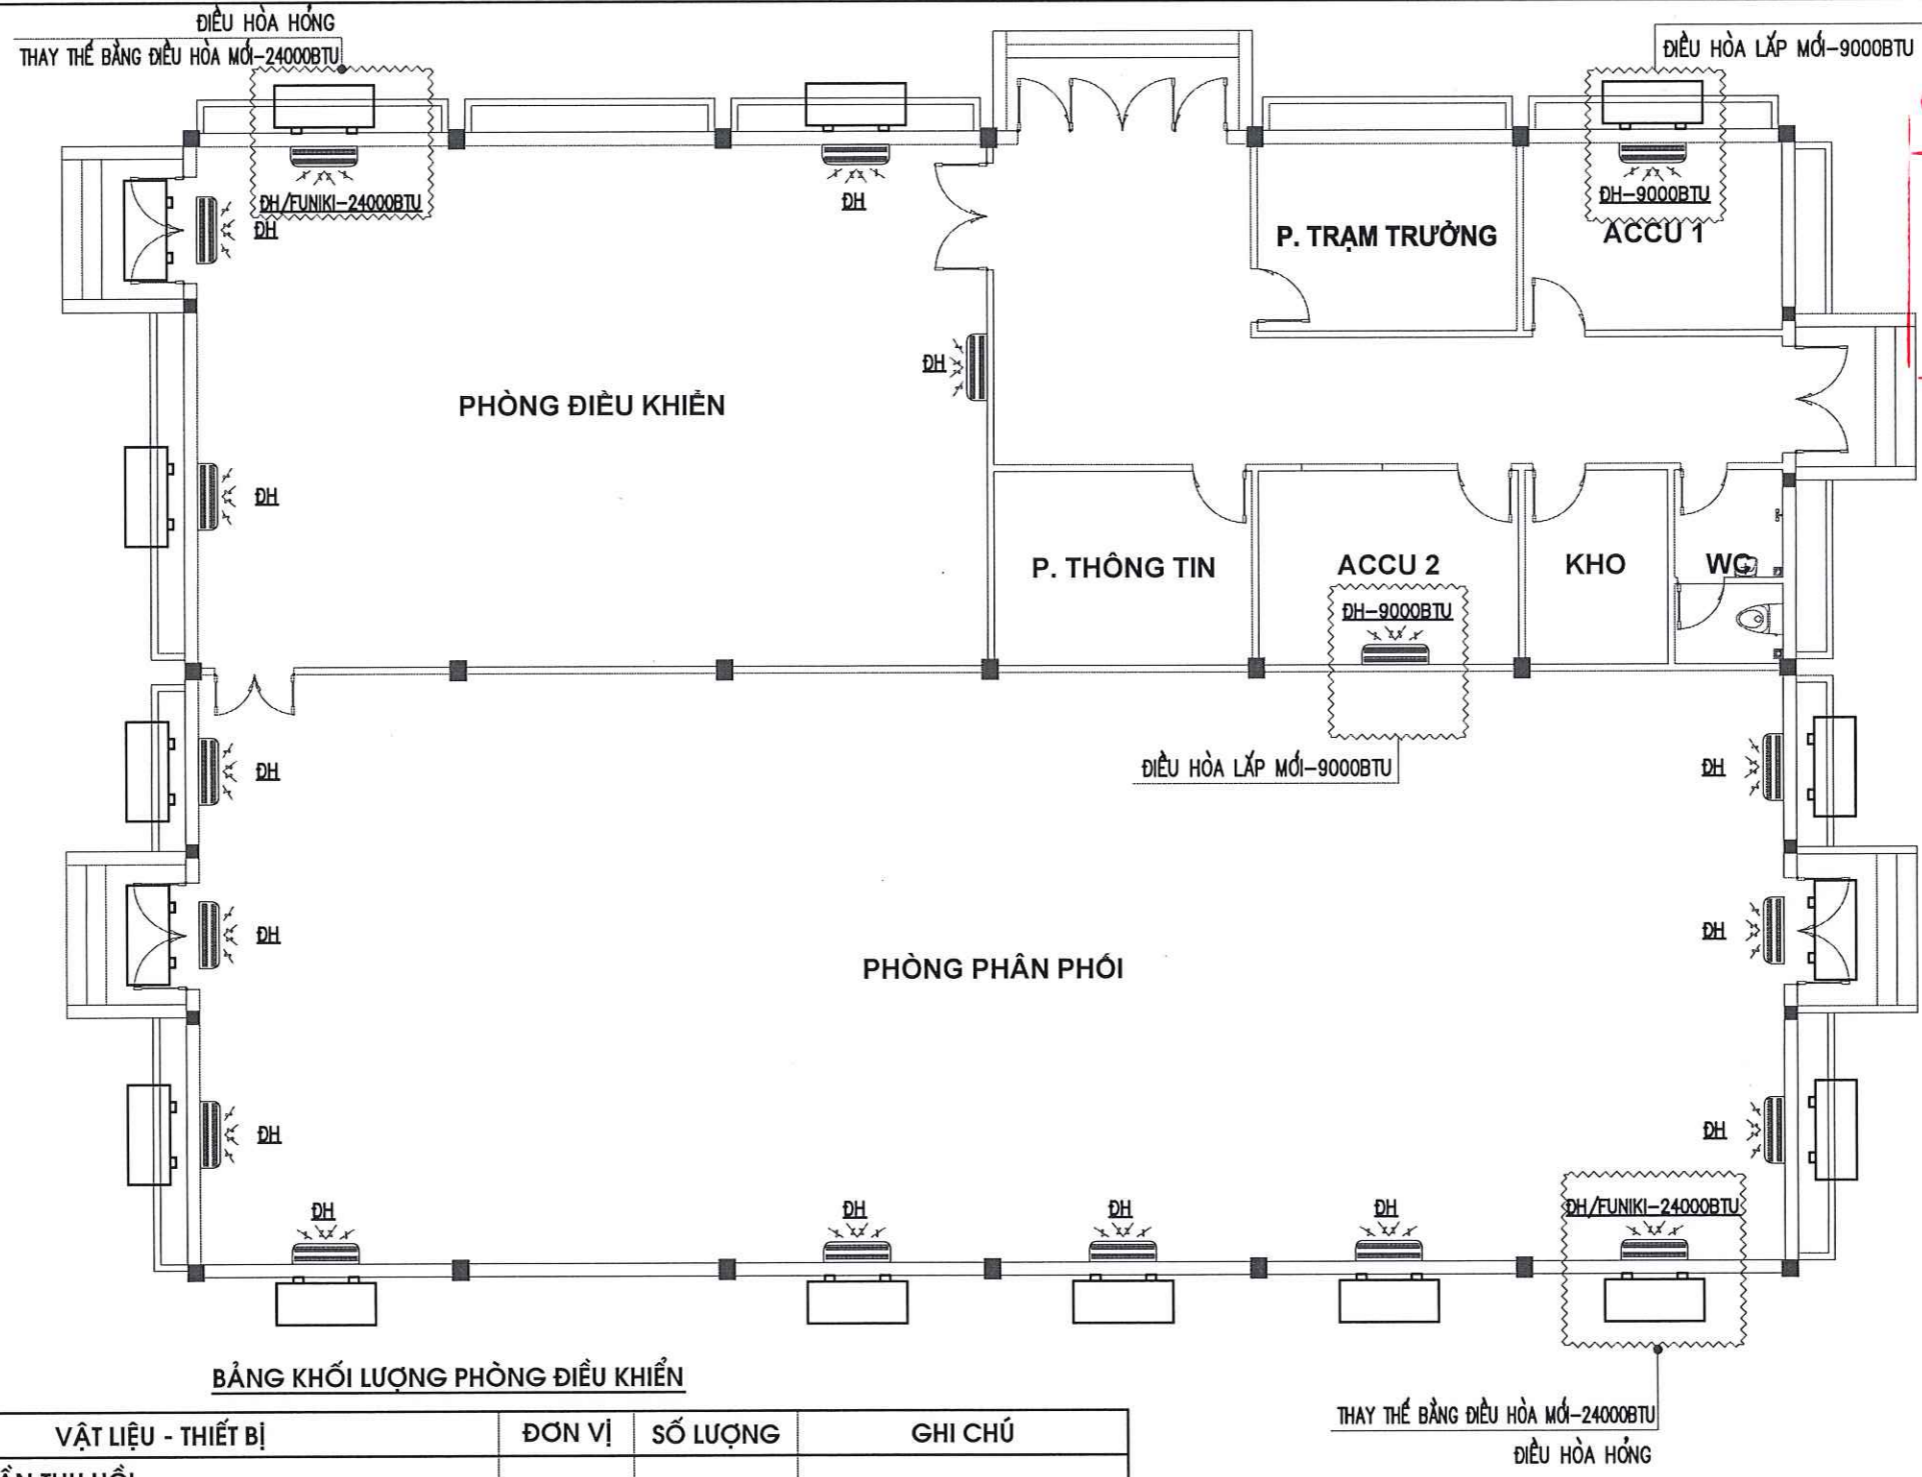 ĐIỀU HÒA HỎNG
THAY THẾ BẰNG ĐIỀU HÒA MỚI-24000BTU
ĐIỀU HÒA LẮP MỚI-9000BTU
ĐH/FUNIKI-24000BTU
ĐH
ĐH
ĐH-9000BTU
P. TRẠM TRƯỞNG
ACCU 1
ĐH
PHÒNG ĐIỀU KHIỂN
ĐH
P. THÔNG TIN
ACCU 2
KHO
WC
ĐH-9000BTU
ĐIỀU HÒA LẮP MỚI-9000BTU
ĐH
ĐH
ĐH
ĐH
PHÒNG PHÂN PHỐI
ĐH
ĐH
ĐH
ĐH
ĐH
ĐH
ĐH/FUNIKI-24000BTU
BẢNG KHỐI LƯỢNG PHÒNG ĐIỀU KHIỂN
THAY THẾ BẰNG ĐIỀU HÒA MỚI-24000BTU
ĐIỀU HÒA HỎNG
VẬT LIỆU - THIẾT BỊ ĐƠN VỊ SỐ LƯỢNG GHI CHÚ